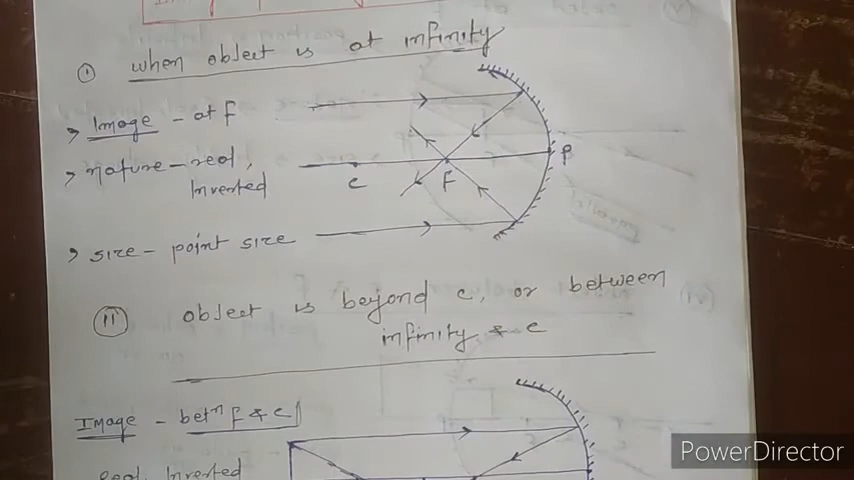 (i) when object is at infinity
> Image - at F
> nature - real,
Inverted
> size - point size
C F P
(ii) object is beyond C, or between
infinity & C
Image - betⁿ F & C
real, Inverted
PowerDirector